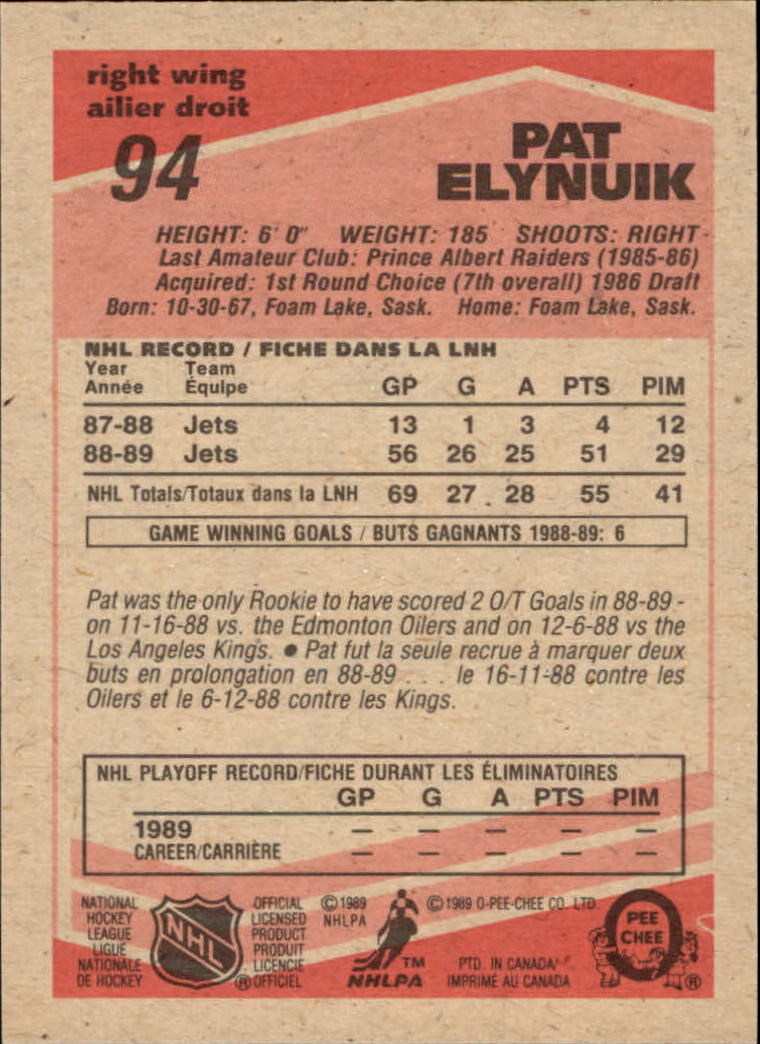 right wing
ailier droit
94
PAT
ELYNUIK
HEIGHT: 6' 0" WEIGHT: 185 SHOOTS: RIGHT
Last Amateur Club: Prince Albert Raiders (1985-86)
Acquired: 1st Round Choice (7th overall) 1986 Draft
Born: 10-30-67, Foam Lake, Sask. Home: Foam Lake, Sask.
NHL RECORD / FICHE DANS LA LNH
Year Team
Année Équipe GP G A PTS PIM
87-88 Jets 13 1 3 4 12
88-89 Jets 56 26 25 51 29
NHL Totals/Totaux dans la LNH 69 27 28 55 41
GAME WINNING GOALS / BUTS GAGNANTS 1988-89: 6
Pat was the only Rookie to have scored 2 O/T Goals in 88-89 -
on 11-16-88 vs. the Edmonton Oilers and on 12-6-88 vs the
Los Angeles Kings. ● Pat fut la seule recrue à marquer deux
buts en prolongation en 88-89 . . . le 16-11-88 contre les
Oilers et le 6-12-88 contre les Kings.
NHL PLAYOFF RECORD/FICHE DURANT LES ÉLIMINATOIRES
GP G A PTS PIM
1989 — — — — —
CAREER/CARRIÈRE — — — — —
NATIONAL
HOCKEY
LEAGUE
LIGUE
NATIONALE
DE HOCKEY
NHL
OFFICIAL
LICENSED
PRODUCT
PRODUIT
LICENCIE
® OFFICIEL
© 1989
NHLPA
TM
NHLPA
© 1989 O-PEE-CHEE CO. LTD.
PTD. IN CANADA
IMPRIMÉ AU CANADA
O
PEE
CHEE
®